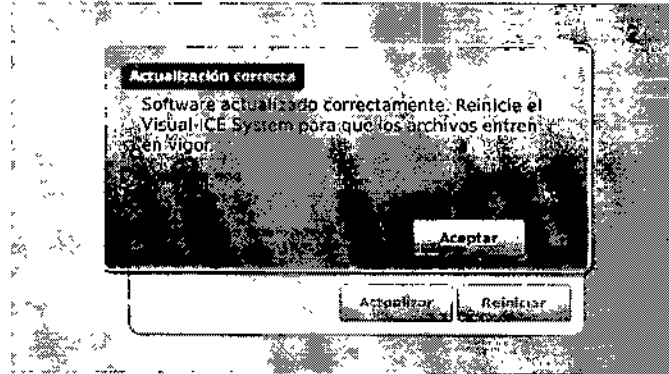 Actualización correcta
Software actualizado correctamente. Reinicie el
Visual-ICE System para que los archivos entren
en vigor.
Aceptar
Actualizar
Reiniciar